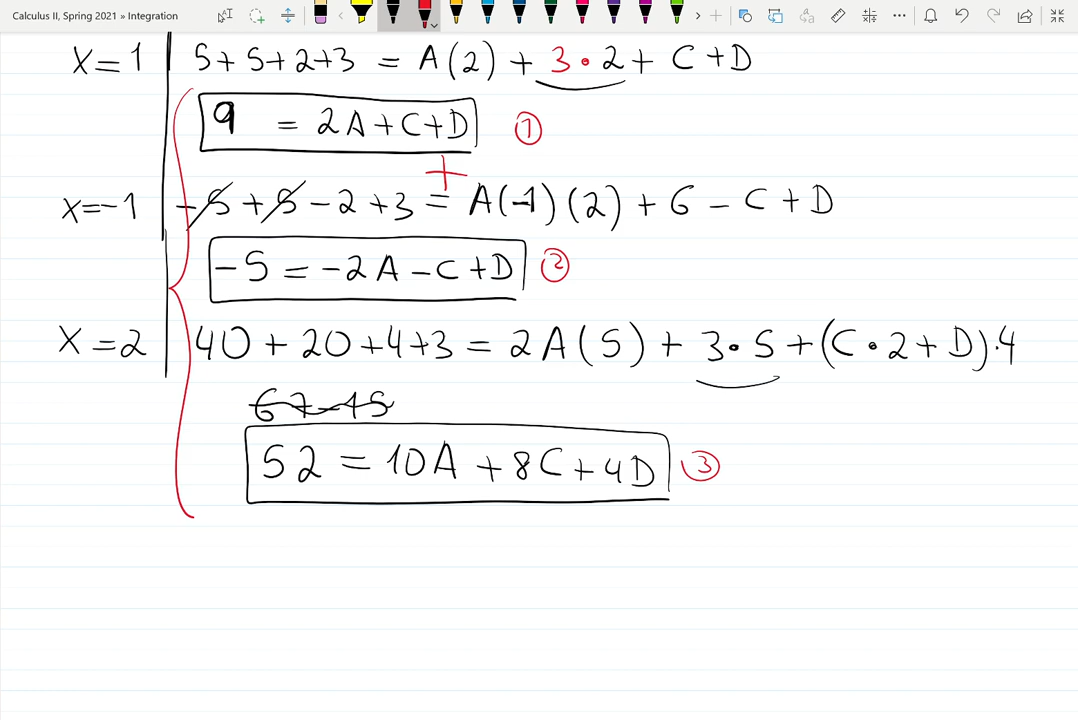 Calculus II, Spring 2021 » Integration
x=1 5+5+2+3 = A(2) + 3•2 + C+D
9 = 2A+C+D ①
+
x=-1 -5+5-2+3 = A(-1)(2) + 6 - C+D
-5 = -2A-C+D ②
x=2 40+20+4+3 = 2A(5) + 3•5 + (C•2+D)•4
67-15
52 = 10A+8C+4D ③